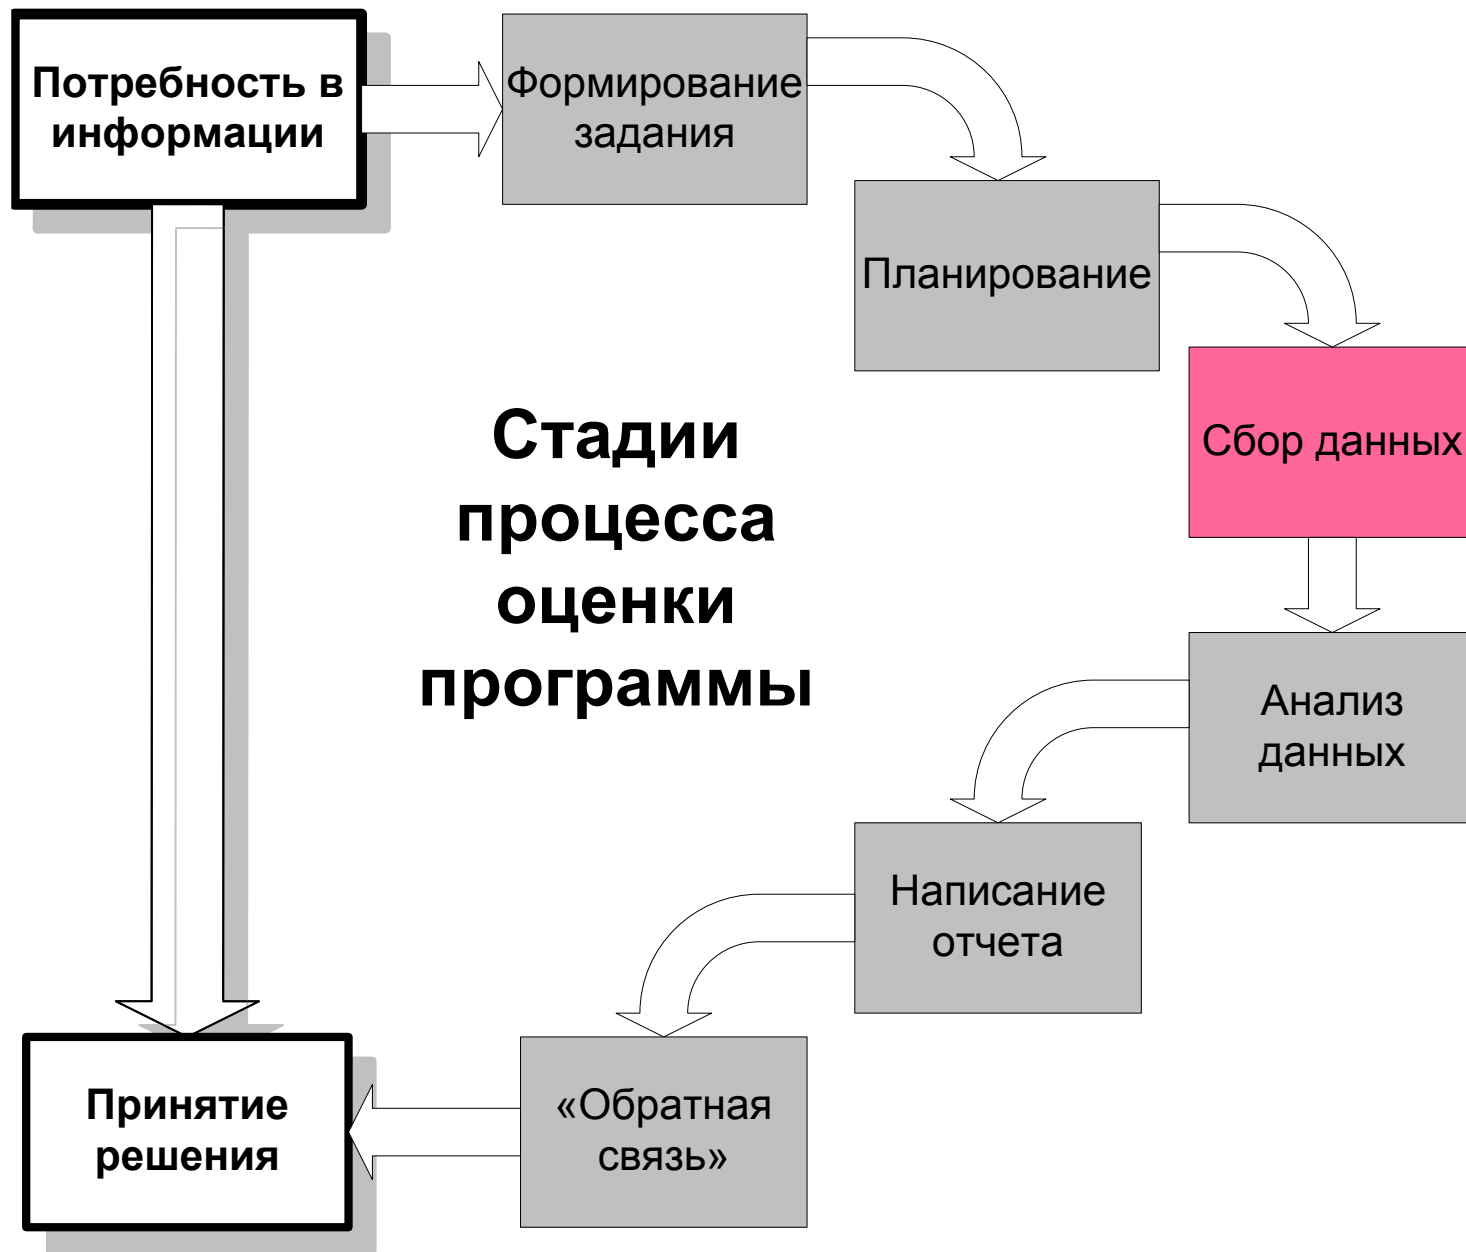 Потребность в
информации
Формирование
задания
Планирование
Сбор данных
Стадии
процесса
оценки
программы
Анализ
данных
Написание
отчета
«Обратная
связь»
Принятие
решения